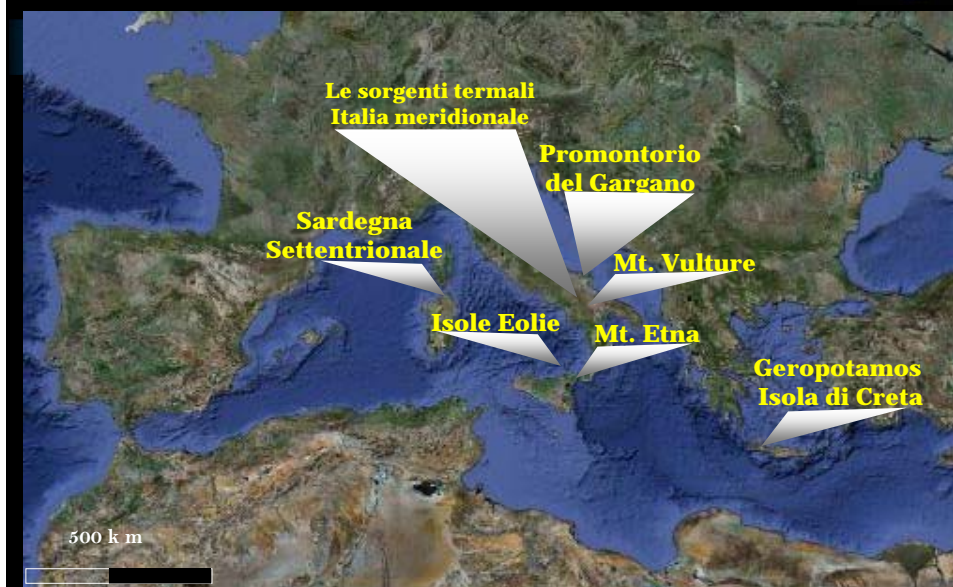 Le sorgenti termali
Italia meridionale
Promontorio
del Gargano
Sardegna
Settentrionale
Mt. Vulture
Isole Eolie
Mt. Etna
Geropotamos
Isola di Creta
500 k m